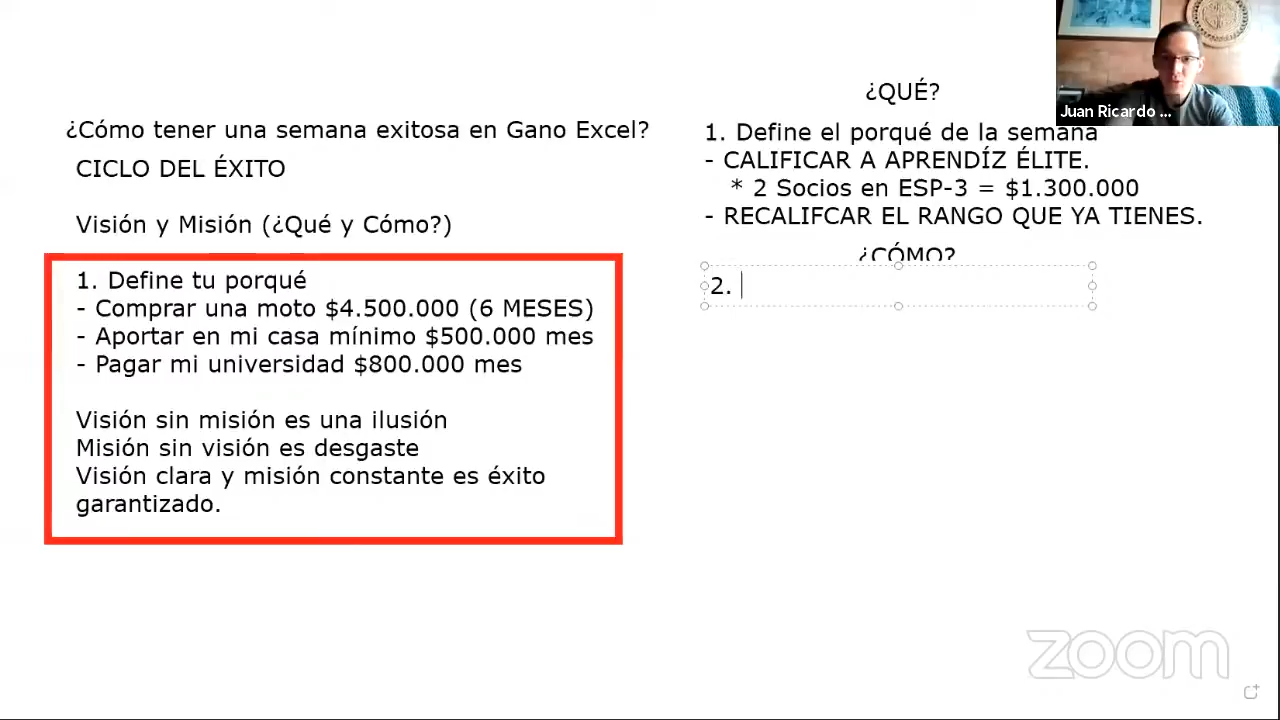 ¿Cómo tener una semana exitosa en Gano Excel?
CICLO DEL ÉXITO
Visión y Misión (¿Qué y Cómo?)
1. Define tu porqué
- Comprar una moto $4.500.000 (6 MESES)
- Aportar en mi casa mínimo $500.000 mes
- Pagar mi universidad $800.000 mes
Visión sin misión es una ilusión
Misión sin visión es desgaste
Visión clara y misión constante es éxito
garantizado.
¿QUÉ?
1. Define el porqué de la semana
- CALIFICAR A APRENDÍZ ÉLITE.
* 2 Socios en ESP-3 = $1.300.000
- RECALIFCAR EL RANGO QUE YA TIENES.
¿CÓMO?
2.
Juan Ricardo ...
zoom